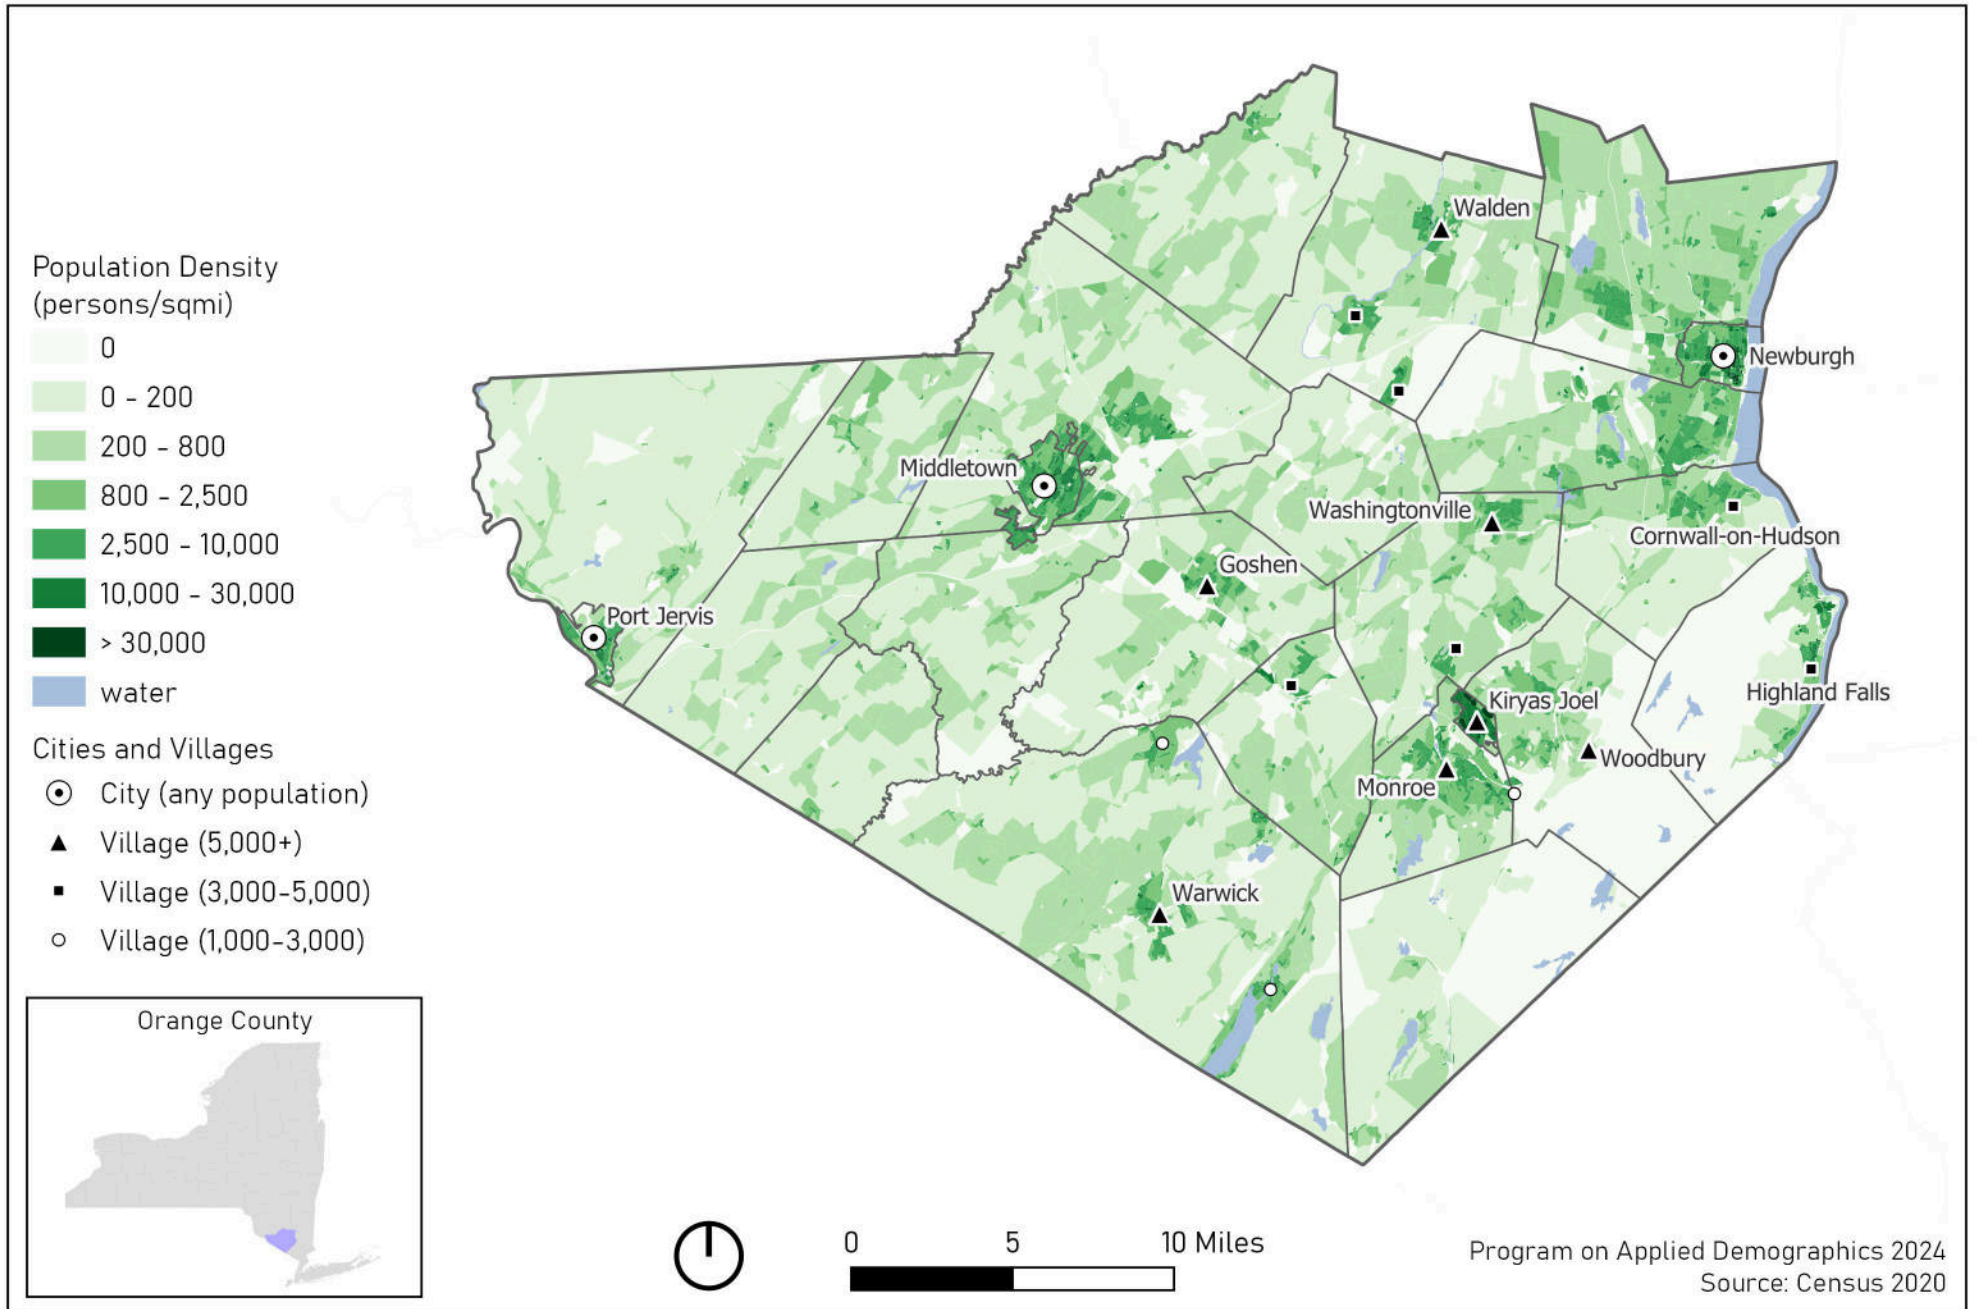 Population Density
(persons/sqmi)
0
0 - 200
200 - 800
800 - 2,500
2,500 - 10,000
10,000 - 30,000
> 30,000
water
Cities and Villages
City (any population)
Village (5,000+)
Village (3,000-5,000)
Village (1,000-3,000)
Orange County
Walden
Newburgh
Middletown
Washingtonville
Cornwall-on-Hudson
Goshen
Port Jervis
Highland Falls
Kiryas Joel
Woodbury
Monroe
Warwick
0 5 10 Miles
Program on Applied Demographics 2024
Source: Census 2020